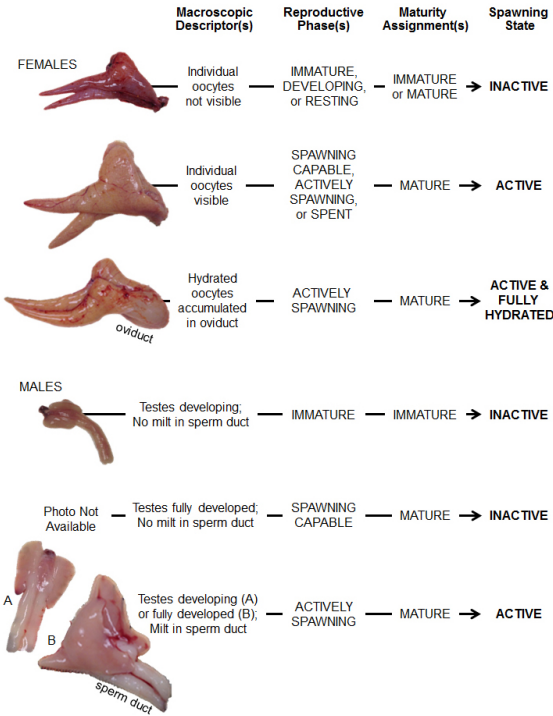 Macroscopic Reproductive Maturity Spawning
Descriptor(s) Phase(s) Assignment(s) State
FEMALES
Individual
oocytes
not visible
IMMATURE,
DEVELOPING,
or RESTING
IMMATURE
or MATURE
INACTIVE
Individual
oocytes
visible
SPAWNING
CAPABLE,
ACTIVELY
SPAWNING,
or SPENT
MATURE
ACTIVE
Hydrated
oocytes
accumulated
in oviduct
ACTIVELY
SPAWNING
MATURE
ACTIVE &
FULLY
HYDRATED
oviduct
MALES
Testes developing;
No milt in sperm duct
IMMATURE
IMMATURE
INACTIVE
Photo Not
Available
Testes fully developed;
No milt in sperm duct
SPAWNING
CAPABLE
MATURE
INACTIVE
A
B
Testes developing (A)
or fully developed (B);
Milt in sperm duct
ACTIVELY
SPAWNING
MATURE
ACTIVE
sperm duct